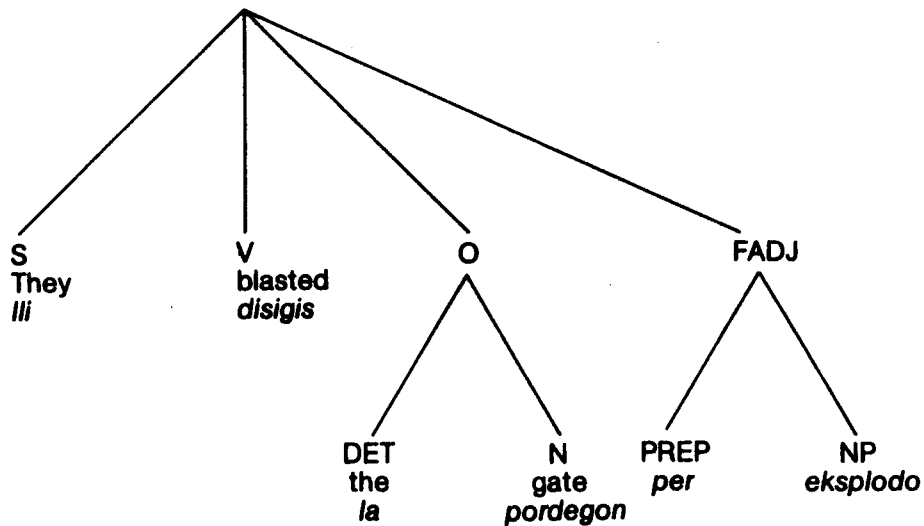 S V O FADJ
They blasted
Ili disigis
DET N PREP NP
the gate per eksplodo
la pordegon